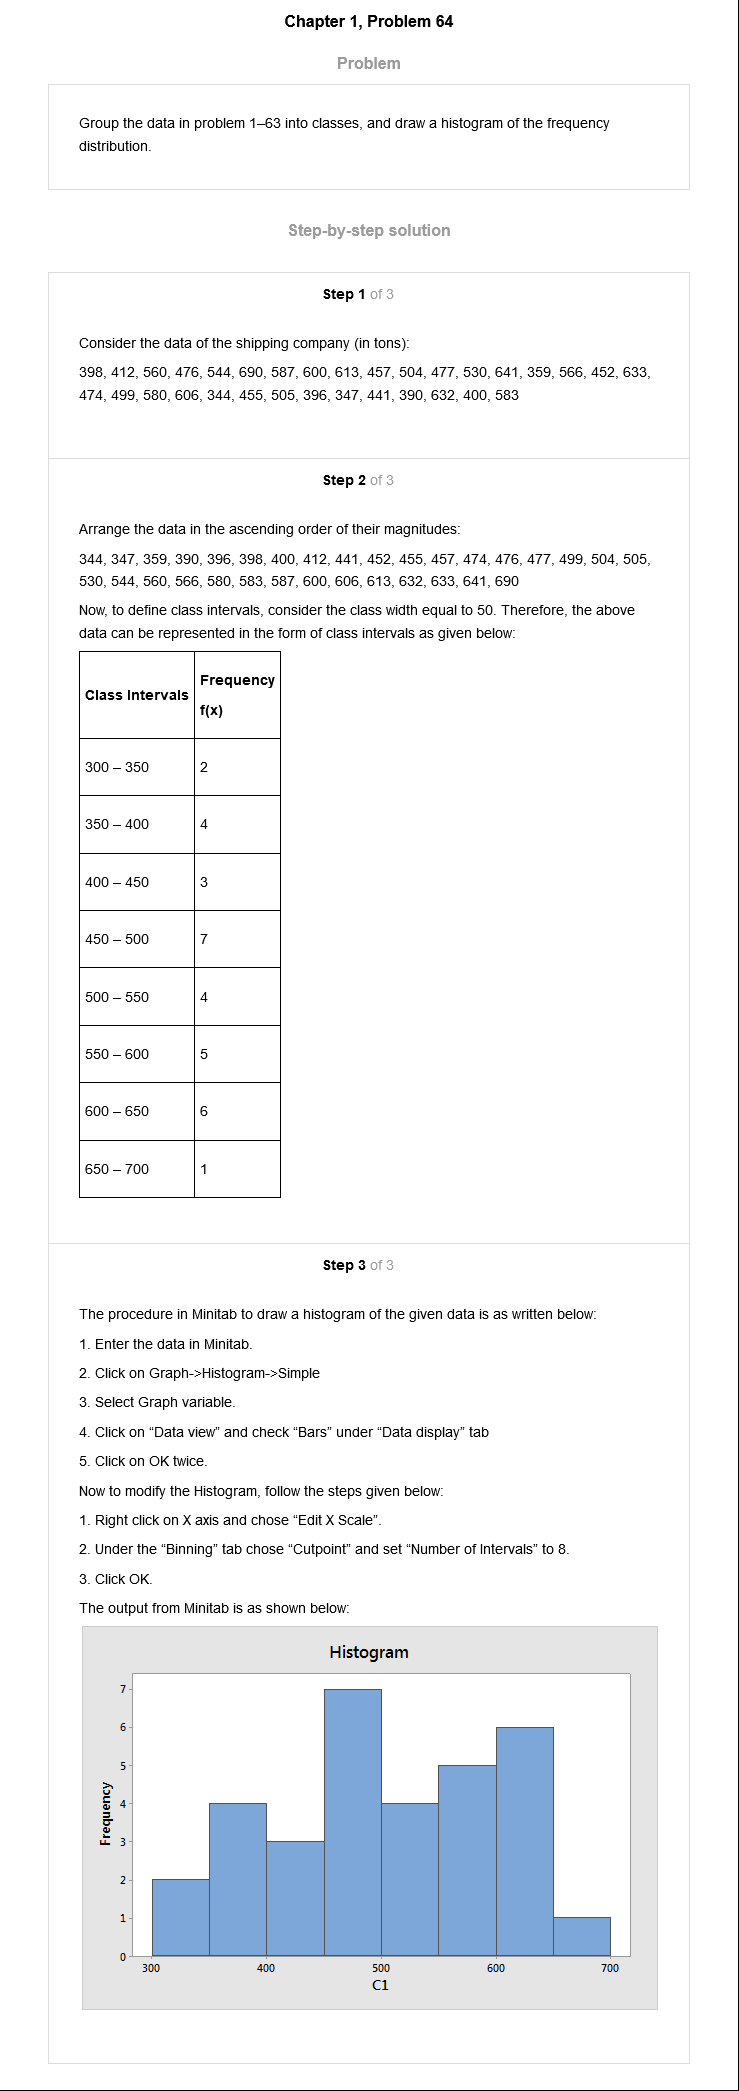 Chapter 1, Problem 64
Problem
Group the data in problem 1–63 into classes, and draw a histogram of the frequency
distribution.
Step-by-step solution
Step 1 of 3
Consider the data of the shipping company (in tons):
398, 412, 560, 476, 544, 690, 587, 600, 613, 457, 504, 477, 530, 641, 359, 566, 452, 633,
474, 499, 580, 606, 344, 455, 505, 396, 347, 441, 390, 632, 400, 583
Step 2 of 3
Arrange the data in the ascending order of their magnitudes:
344, 347, 359, 390, 396, 398, 400, 412, 441, 452, 455, 457, 474, 476, 477, 499, 504, 505,
530, 544, 560, 566, 580, 583, 587, 600, 606, 613, 632, 633, 641, 690
Now, to define class intervals, consider the class width equal to 50. Therefore, the above
data can be represented in the form of class intervals as given below:
Class Intervals
Frequency
f(x)
300 – 350 2
350 – 400 4
400 – 450 3
450 – 500 7
500 – 550 4
550 – 600 5
600 – 650 6
650 – 700 1
Step 3 of 3
The procedure in Minitab to draw a histogram of the given data is as written below:
1. Enter the data in Minitab.
2. Click on Graph->Histogram->Simple
3. Select Graph variable.
4. Click on “Data view” and check “Bars” under “Data display” tab
5. Click on OK twice.
Now to modify the Histogram, follow the steps given below:
1. Right click on X axis and chose “Edit X Scale”.
2. Under the “Binning” tab chose “Cutpoint” and set “Number of Intervals” to 8.
3. Click OK.
The output from Minitab is as shown below:
Histogram
7
6
5
4
3
2
1
0
Frequency
300 400 500 600 700
C1